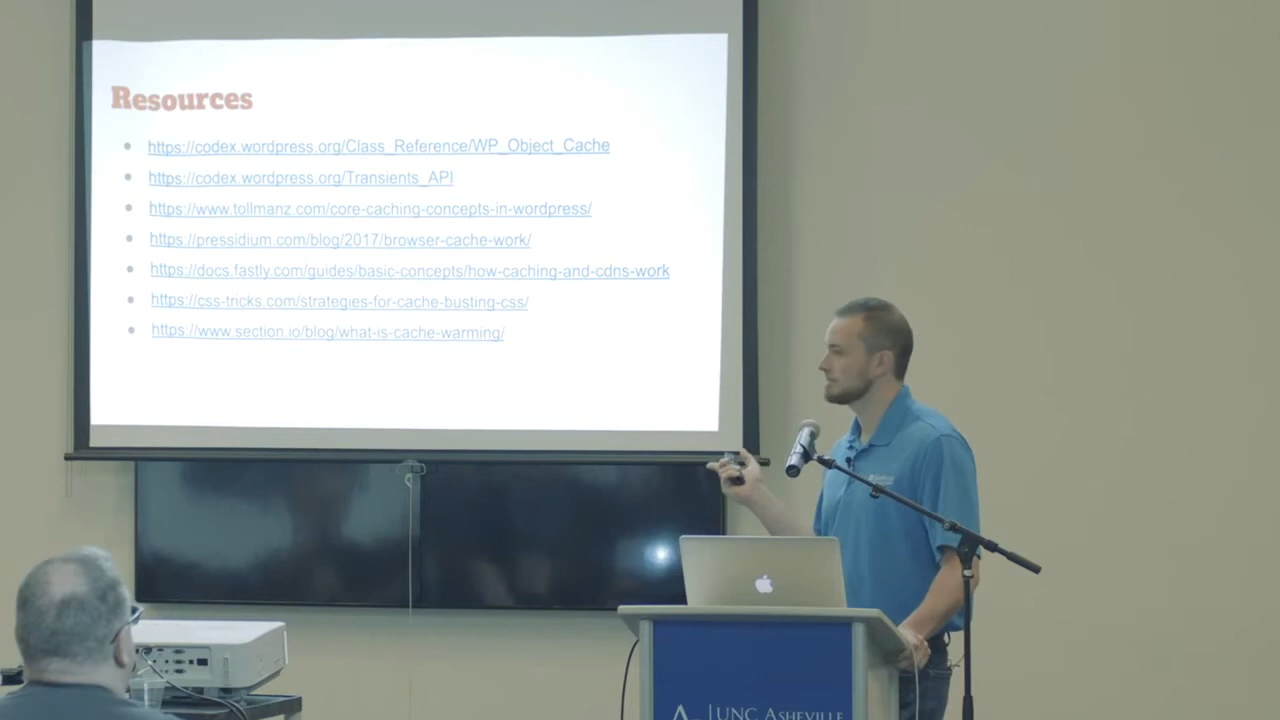 Resources
https://codex.wordpress.org/Class_Reference/WP_Object_Cache
https://codex.wordpress.org/Transients_API
https://www.tollmanz.com/core-caching-concepts-in-wordpress/
https://pressidium.com/blog/2017/browser-cache-work/
https://docs.fastly.com/guides/basic-concepts/how-caching-and-cdns-work
https://css-tricks.com/strategies-for-cache-busting-css/
https://www.section.io/blog/what-is-cache-warming/
UNC ASHEVILLE